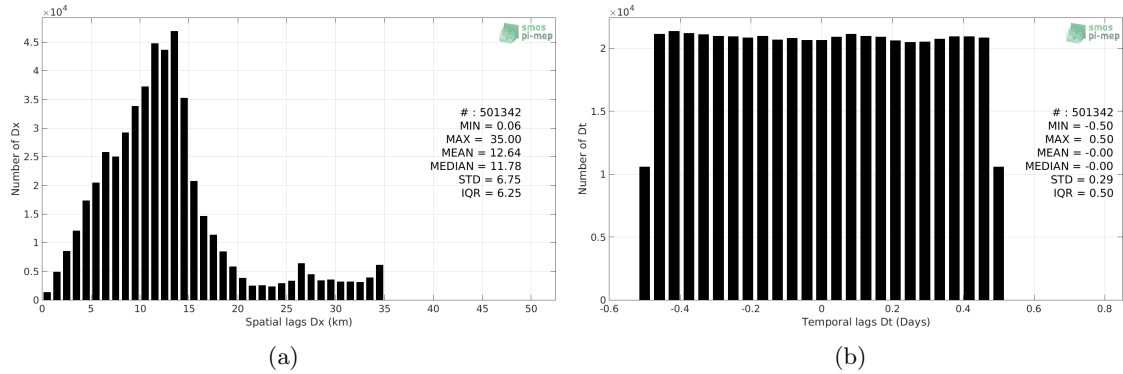 ×10⁴
4.5
4
3.5
3
2.5
2
1.5
1
0.5
0
Number of Dx
0 5 10 15 20 25 30 35 40 45 50
Spatial lags Dx (km)
smos
pi-mep
# : 501342
MIN = 0.06
MAX = 35.00
MEAN = 12.64
MEDIAN = 11.78
STD = 6.75
IQR = 6.25
(a)
×10⁴
2
1.5
1
0.5
0
Number of Dt
-0.6 -0.4 -0.2 0 0.2 0.4 0.6 0.8
Temporal lags Dt (Days)
smos
pi-mep
# : 501342
MIN = -0.50
MAX = 0.50
MEAN = -0.00
MEDIAN = -0.00
STD = 0.29
IQR = 0.50
(b)